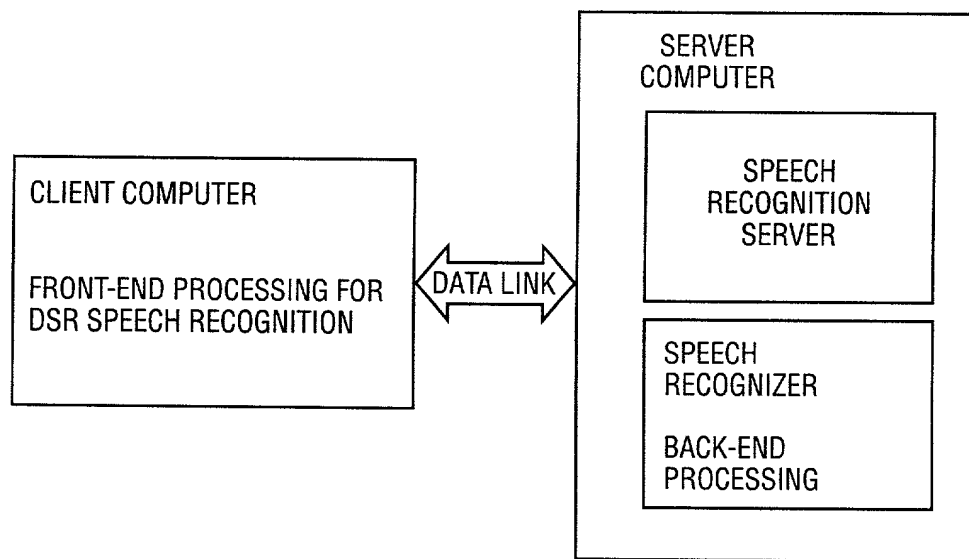 CLIENT COMPUTER
FRONT-END PROCESSING FOR
DSR SPEECH RECOGNITION
DATA LINK
SERVER
COMPUTER
SPEECH
RECOGNITION
SERVER
SPEECH
RECOGNIZER
BACK-END
PROCESSING